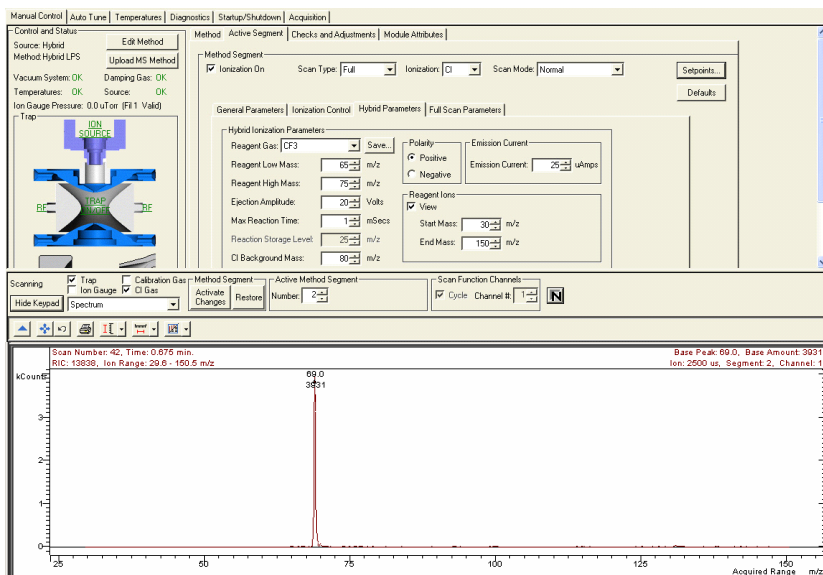 Manual Control Auto Tune Temperatures Diagnostics Startup/Shutdown Acquisition
Control and Status
Source: Hybrid
Edit Method
Method: Hybrid LPS
Upload MS Method
Vacuum System: OK Damping Gas: OK
Temperatures: OK Source: OK
Ion Gauge Pressure: 0.0 uTorr (Fil 1 Valid)
Trap
ION
SOURCE
RF
TRAP
RF
Method Active Segment Checks and Adjustments Module Attributes
Method Segment
Ionization On Scan Type: Full Ionization: CI Scan Mode: Normal Setpoints...
Defaults
General Parameters Ionization Control Hybrid Parameters Full Scan Parameters
Hybrid Ionization Parameters
Reagent Gas: CF3 Save...
Reagent Low Mass: 65 m/z
Reagent High Mass: 75 m/z
Ejection Amplitude: 20 Volts
Max Reaction Time: 1 mSecs
Reaction Storage Level: 25 m/z
CI Background Mass: 80 m/z
Polarity
Positive
Negative
Emission Current
Emission Current: 25 uAmps
Reagent Ions
View
Start Mass: 30 m/z
End Mass: 150 m/z
Scanning
Trap Calibration Gas
Ion Gauge CI Gas
Hide Keypad Spectrum
Method Segment
Activate Changes Restore
Active Method Segment
Number: 2
Scan Function Channels
Cycle Channel #: 1
N
Scan Number: 42, Time: 0.675 min.
RIC: 13838, Ion Range: 29.6 - 150.5 m/z
Base Peak: 69.0, Base Amount: 3931
Ion: 2500 us, Segment: 2, Channel: 1
kCounts
69.0
3931
3
2
1
0
25 50 75 100 125 150
Acquired Range m/z